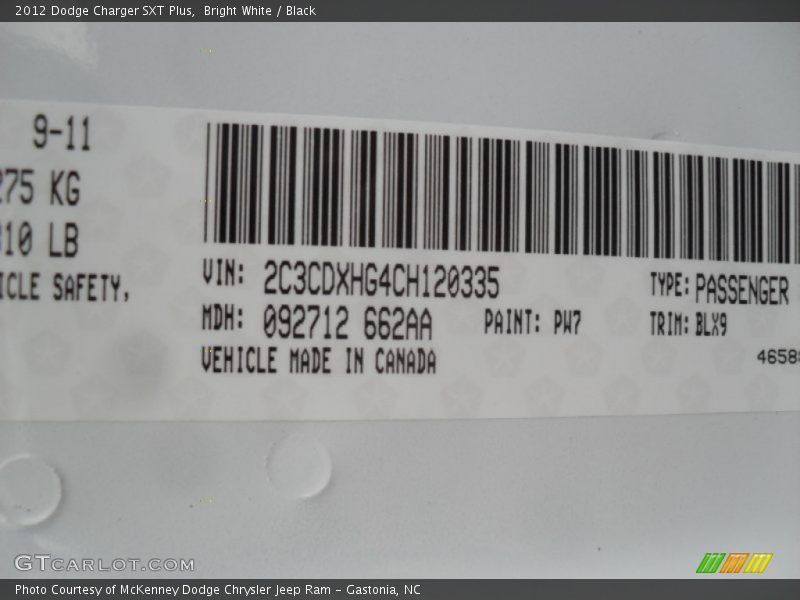 2012 Dodge Charger SXT Plus, Bright White / Black
9-11
275 KG
LB
SAFETY,
VIN: 2C3CDXHG4CH120335
TYPE: PASSENGER
MDH: 092712 662AA
PAINT: PW7
TRIM: BLX9
VEHICLE MADE IN CANADA
4658
GTCARLOT.COM
Photo Courtesy of McKenney Dodge Chrysler Jeep Ram - Gastonia, NC